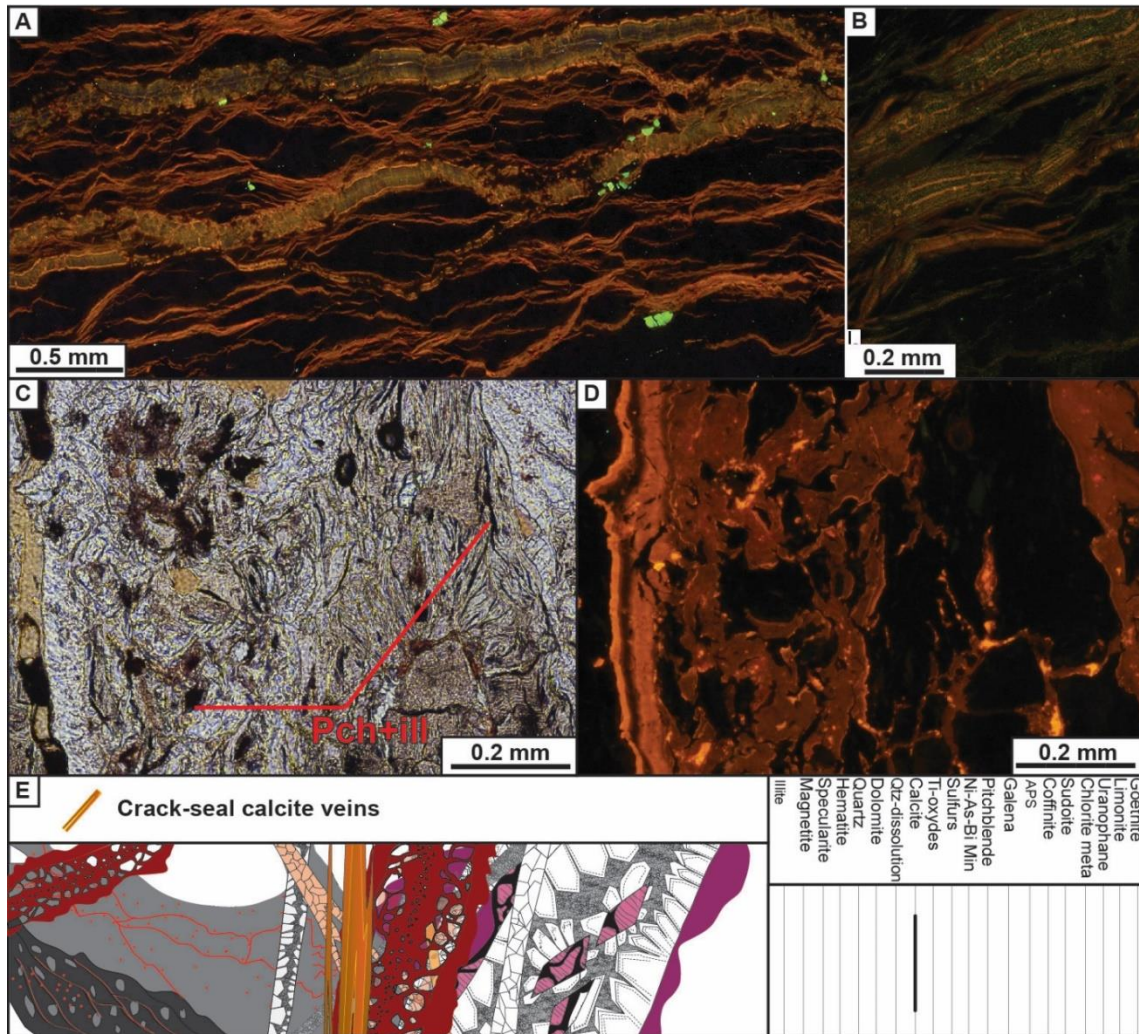 A
B
0.5 mm
0.2 mm
C
D
Pch+ill
0.2 mm
0.2 mm
E
Crack-seal calcite veins
Illite
Magnetite
Specularite
Hematite
Quartz
Dolomite
Qtz-dissolution
Calcite
Ti-oxydes
Sulfurs
Ni-As-Bi Min
Pitchblende
Galena
APS
Coffinite
Sudoite
Chlorite meta
Uranophane
Limonite
Goethite